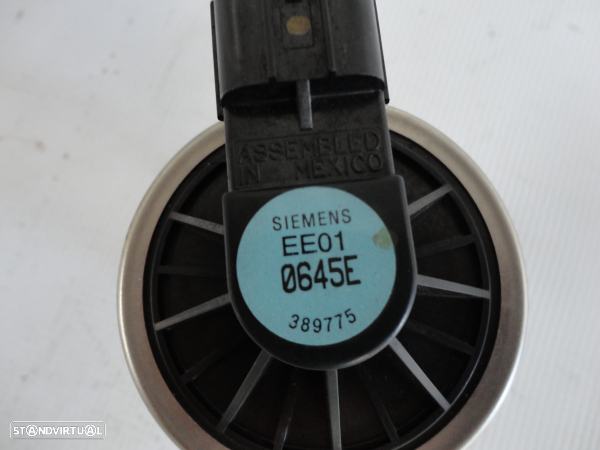 ASSEMBLED
IN MEXICO
SIEMENS
EE01
0645E
389775
STANDVIRTUAL